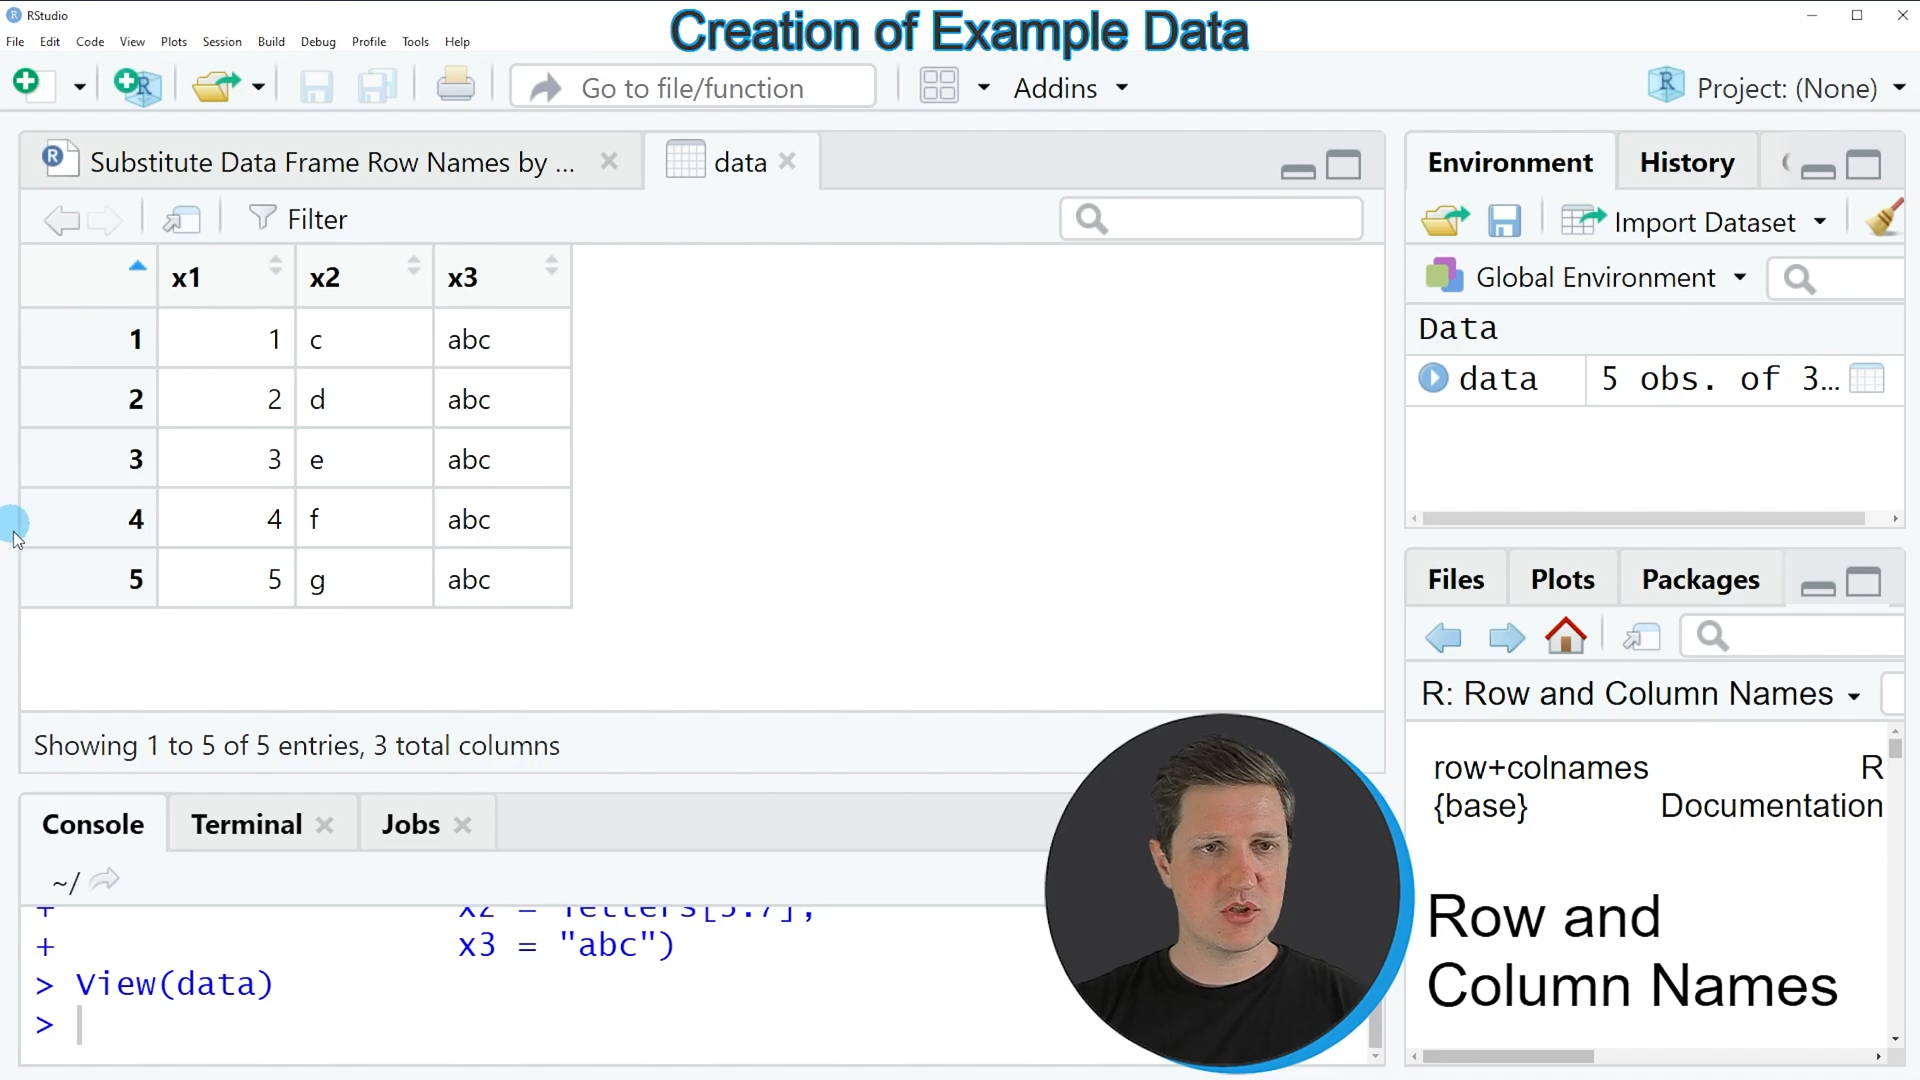 RStudio
Creation of Example Data
File Edit Code View Plots Session Build Debug Profile Tools Help
Go to file/function
Addins
Project: (None)
Substitute Data Frame Row Names by ...
data
Filter
x1 x2 x3
1 1 c abc
2 2 d abc
3 3 e abc
4 4 f abc
5 5 g abc
Showing 1 to 5 of 5 entries, 3 total columns
Console Terminal Jobs
~/
+ x2 = letters[3:7],
+ x3 = "abc")
> View(data)
>
Environment History
Import Dataset
Global Environment
Data
data 5 obs. of 3...
Files Plots Packages
R: Row and Column Names
row+colnames R
{base} Documentation
Row and
Column Names